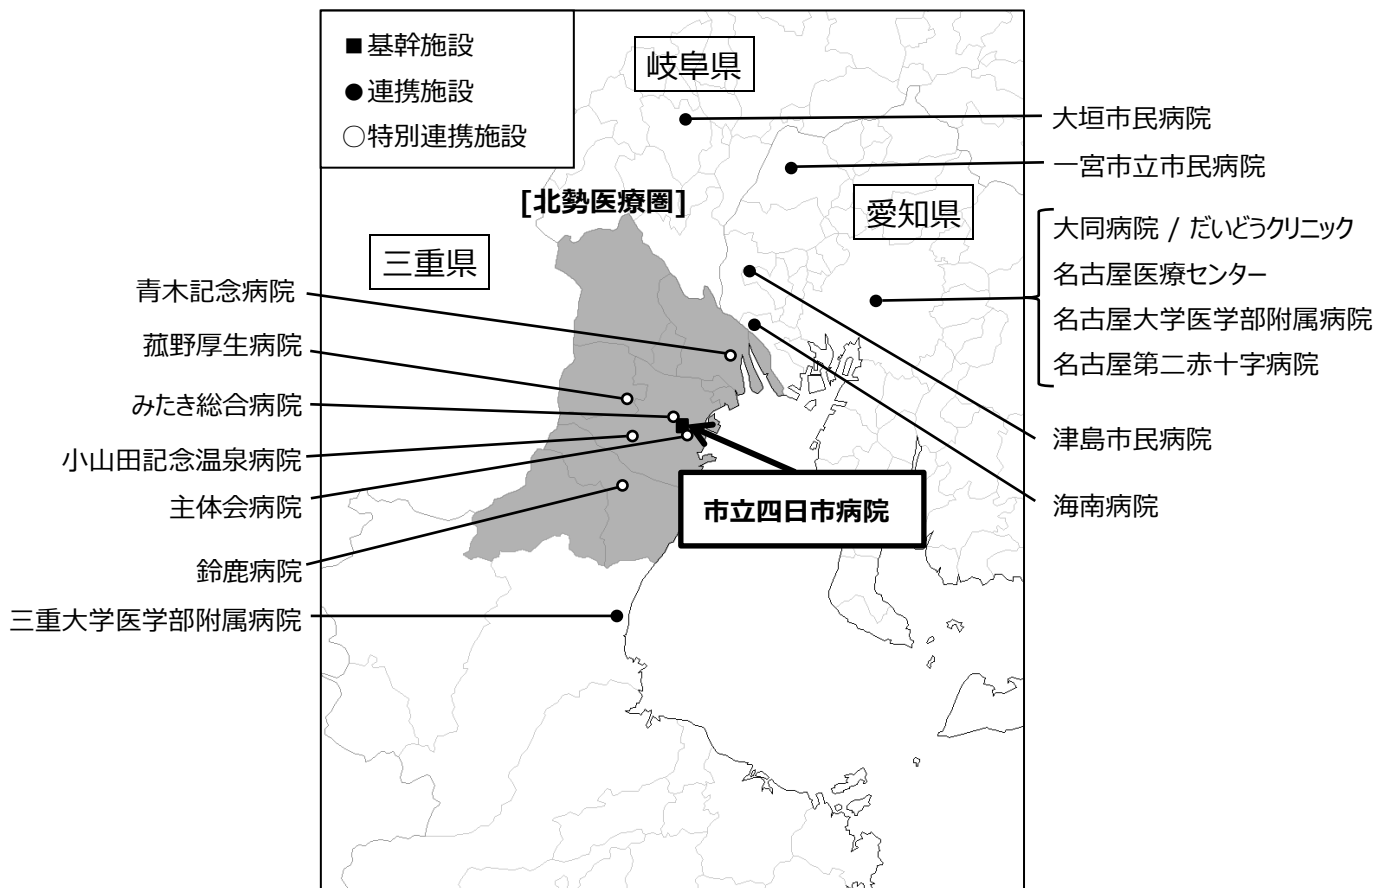 ■基幹施設
●連携施設
○特別連携施設
岐阜県
[北勢医療圏]
愛知県
三重県
青木記念病院
菰野厚生病院
みたき総合病院
小山田記念温泉病院
主体会病院
鈴鹿病院
三重大学医学部附属病院
市立四日市病院
大垣市民病院
一宮市立市民病院
大同病院 / だいどうクリニック
名古屋医療センター
名古屋大学医学部附属病院
名古屋第二赤十字病院
津島市民病院
海南病院